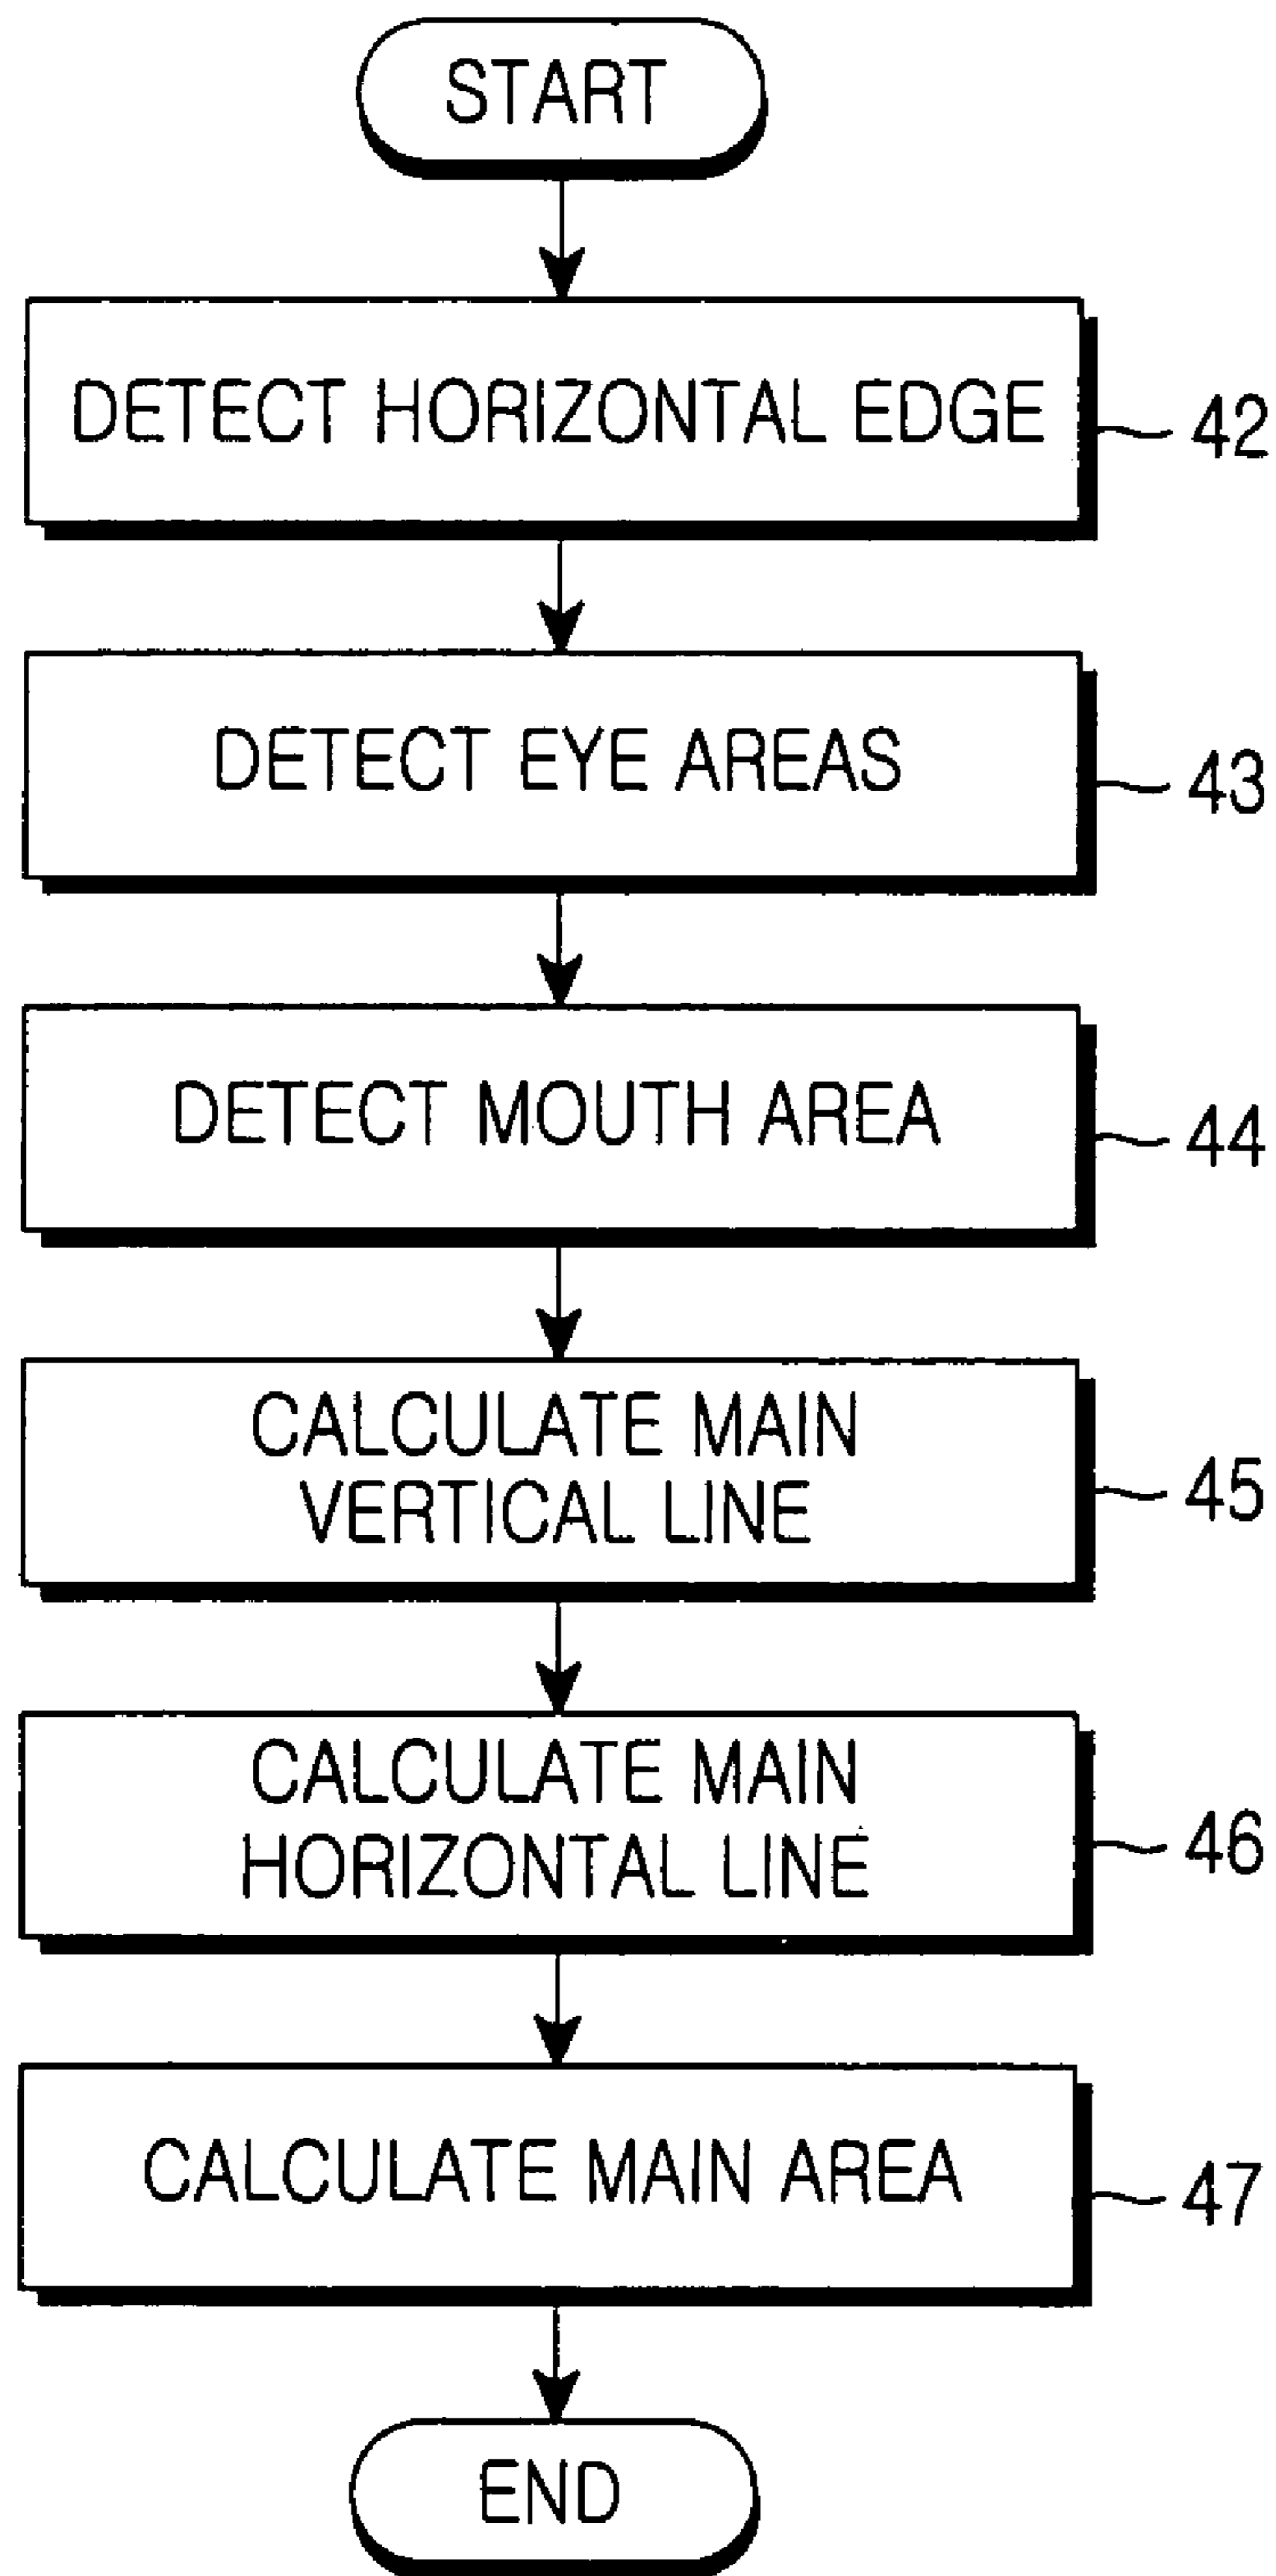 START
DETECT HORIZONTAL EDGE
42
DETECT EYE AREAS
43
DETECT MOUTH AREA
44
CALCULATE MAIN
VERTICAL LINE
45
CALCULATE MAIN
HORIZONTAL LINE
46
CALCULATE MAIN AREA
47
END